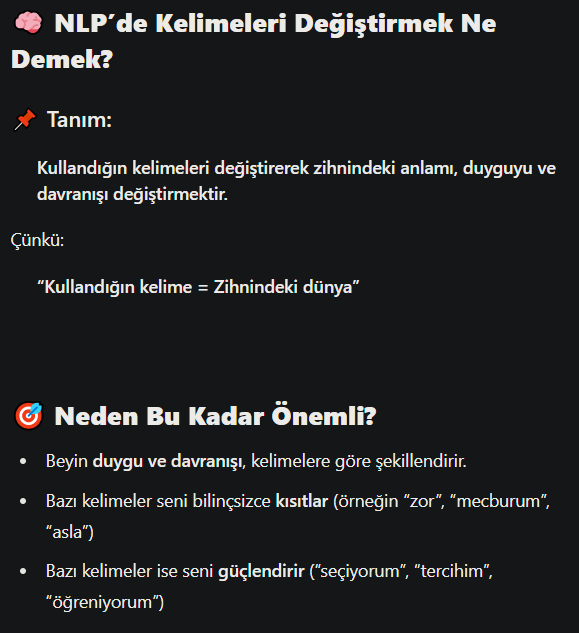 🧠 NLP’de Kelimeleri Değiştirmek Ne
Demek?
📌 Tanım:
Kullandığın kelimeleri değiştirerek zihnindeki anlamı, duyguyu ve
davranışı değiştirmektir.
Çünkü:
“Kullandığın kelime = Zihnindeki dünya”
🎯 Neden Bu Kadar Önemli?
• Beyin duygu ve davranışı, kelimelere göre şekillendirir.
• Bazı kelimeler seni bilinçsizce kısıtlar (örneğin “zor”, “mecburum”,
“asla”)
• Bazı kelimeler ise seni güçlendirir (“seçiyorum”, “tercihim”,
“öğreniyorum”)